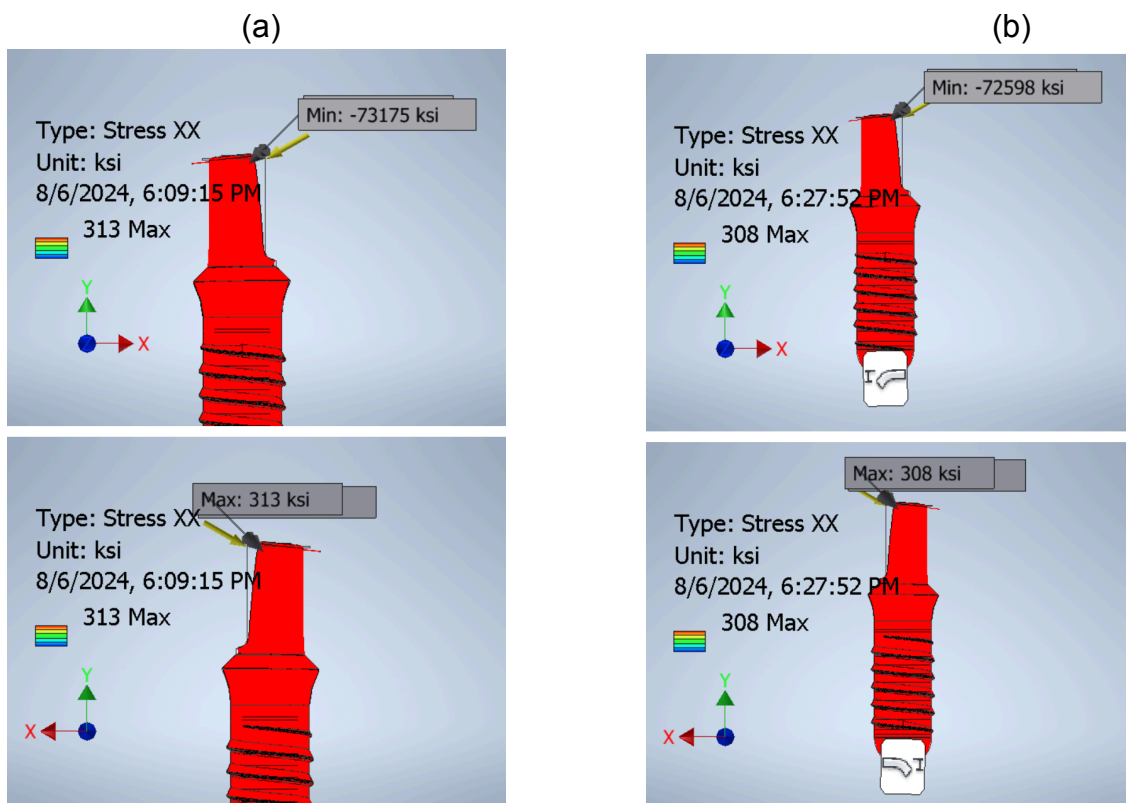 (a)
Min: -73175 ksi
Type: Stress XX
Unit: ksi
8/6/2024, 6:09:15 PM
313 Max
Y
X
(b)
Min: -72598 ksi
Type: Stress XX
Unit: ksi
8/6/2024, 6:27:52 PM
308 Max
Y
X
Max: 313 ksi
Type: Stress XX
Unit: ksi
8/6/2024, 6:09:15 PM
313 Max
Y
X
Max: 308 ksi
Type: Stress XX
Unit: ksi
8/6/2024, 6:27:52 PM
308 Max
Y
X